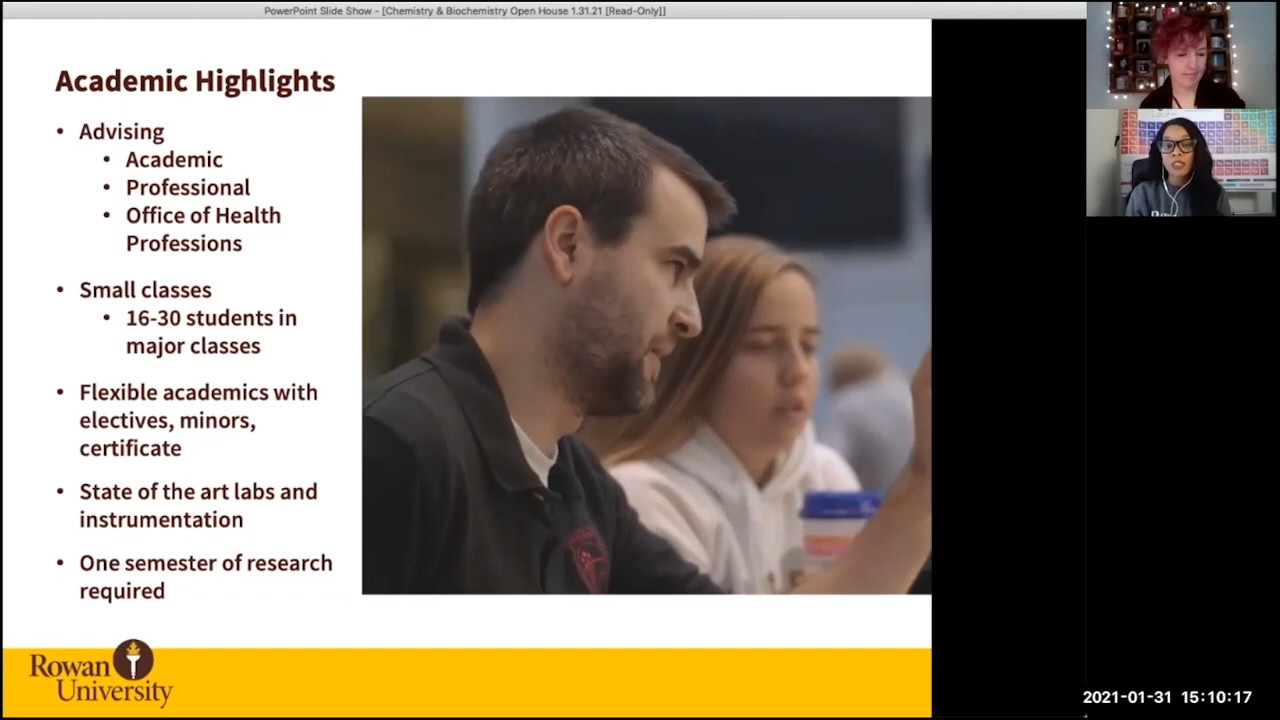 PowerPoint Slide Show - [Chemistry & Biochemistry Open House 1.31.21 [Read-Only]]
Academic Highlights
• Advising
• Academic
• Professional
• Office of Health
Professions
• Small classes
• 16-30 students in
major classes
• Flexible academics with
electives, minors,
certificate
• State of the art labs and
instrumentation
• One semester of research
required
Rowan
University
2021-01-31 15:10:17